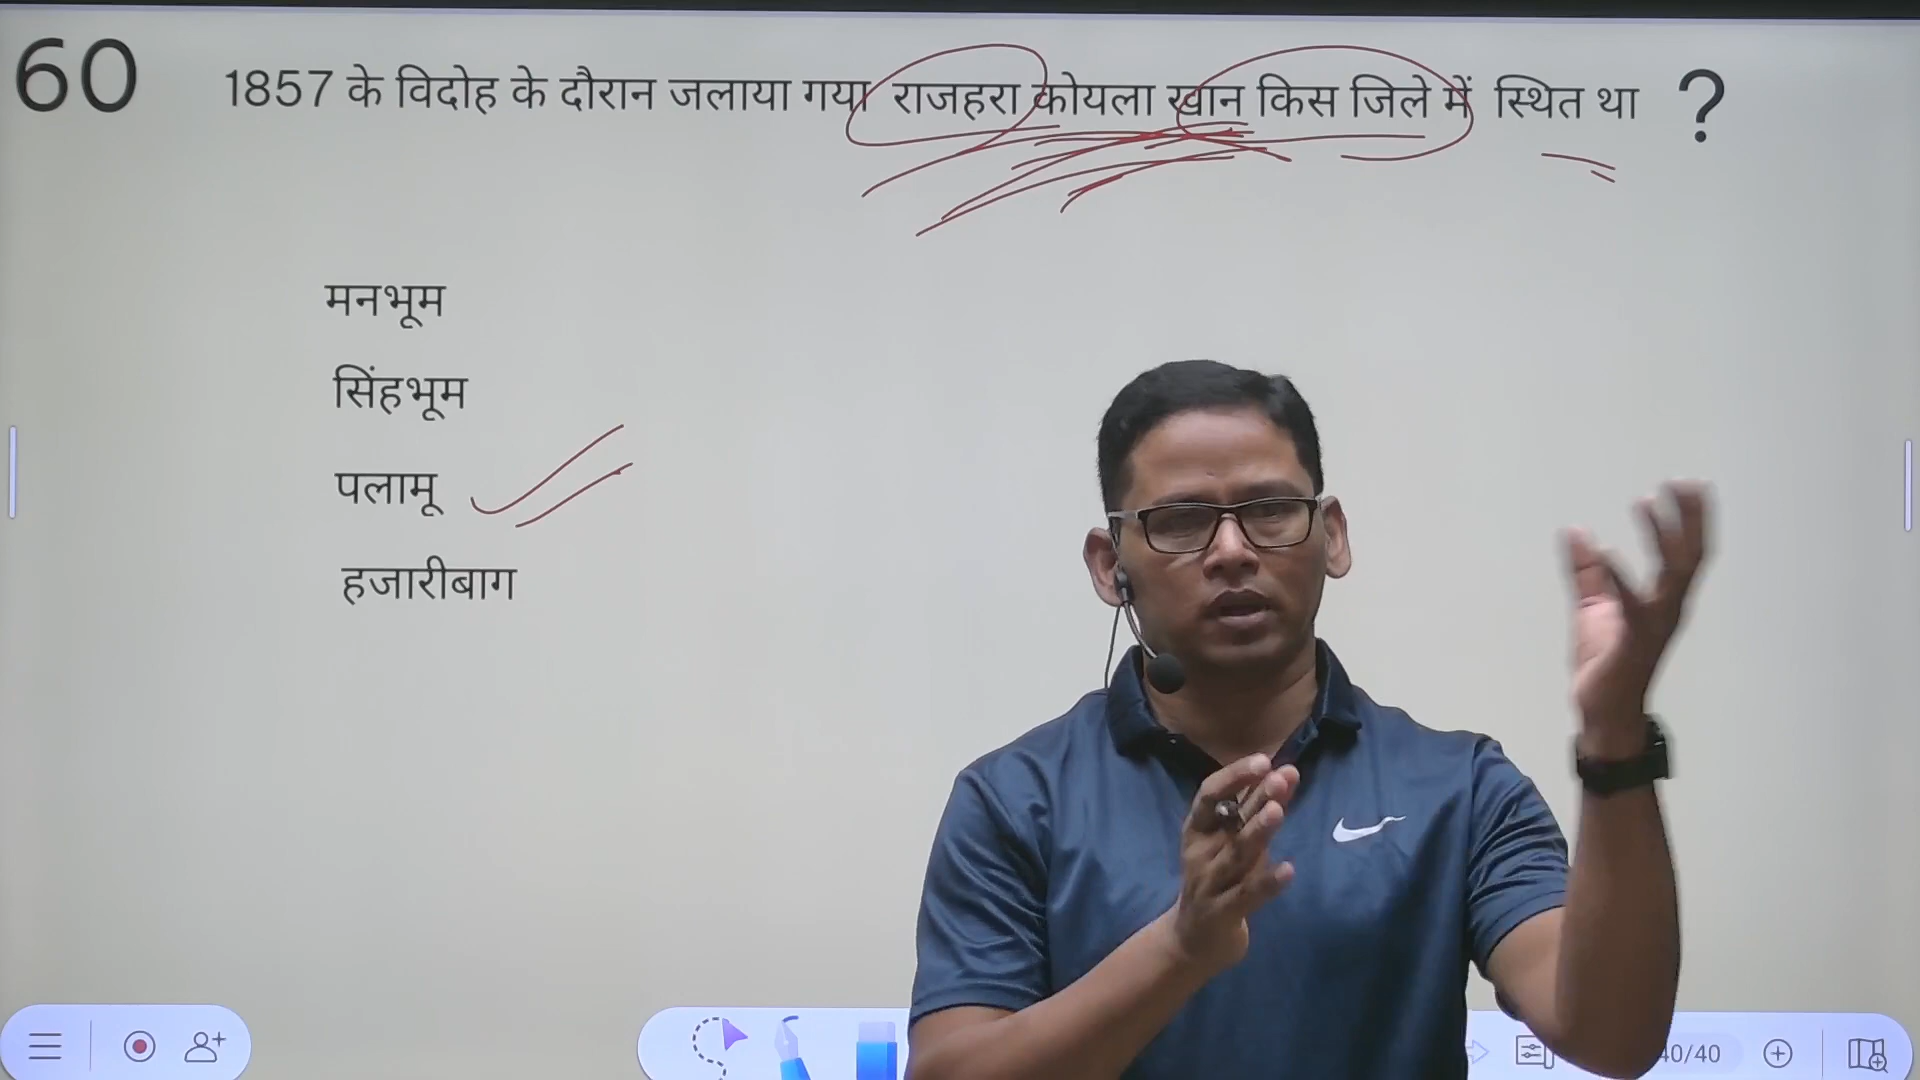 60 1857 के विदोह के दौरान जलाया गया राजहरा कोयला खान किस जिले में स्थित था ?
मनभूम
सिंहभूम
पलामू
हजारीबाग
40/40